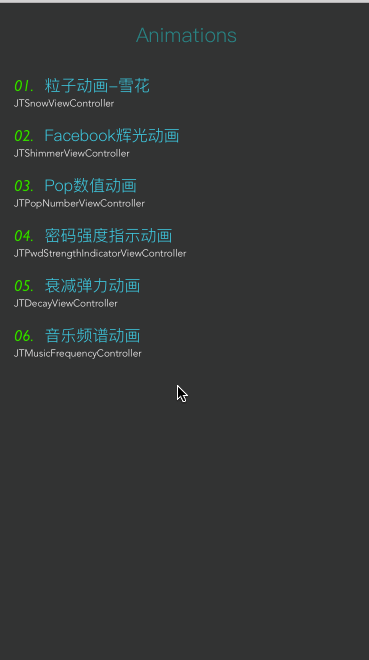 Animations
01. 粒子动画-雪花
JTSnowViewController
02. Facebook辉光动画
JTShimmerViewController
03. Pop数值动画
JTPopNumberViewController
04. 密码强度指示动画
JTPwdStrengthIndicatorViewController
05. 衰减弹力动画
JTDecayViewController
06. 音乐频谱动画
JTMusicFrequencyController